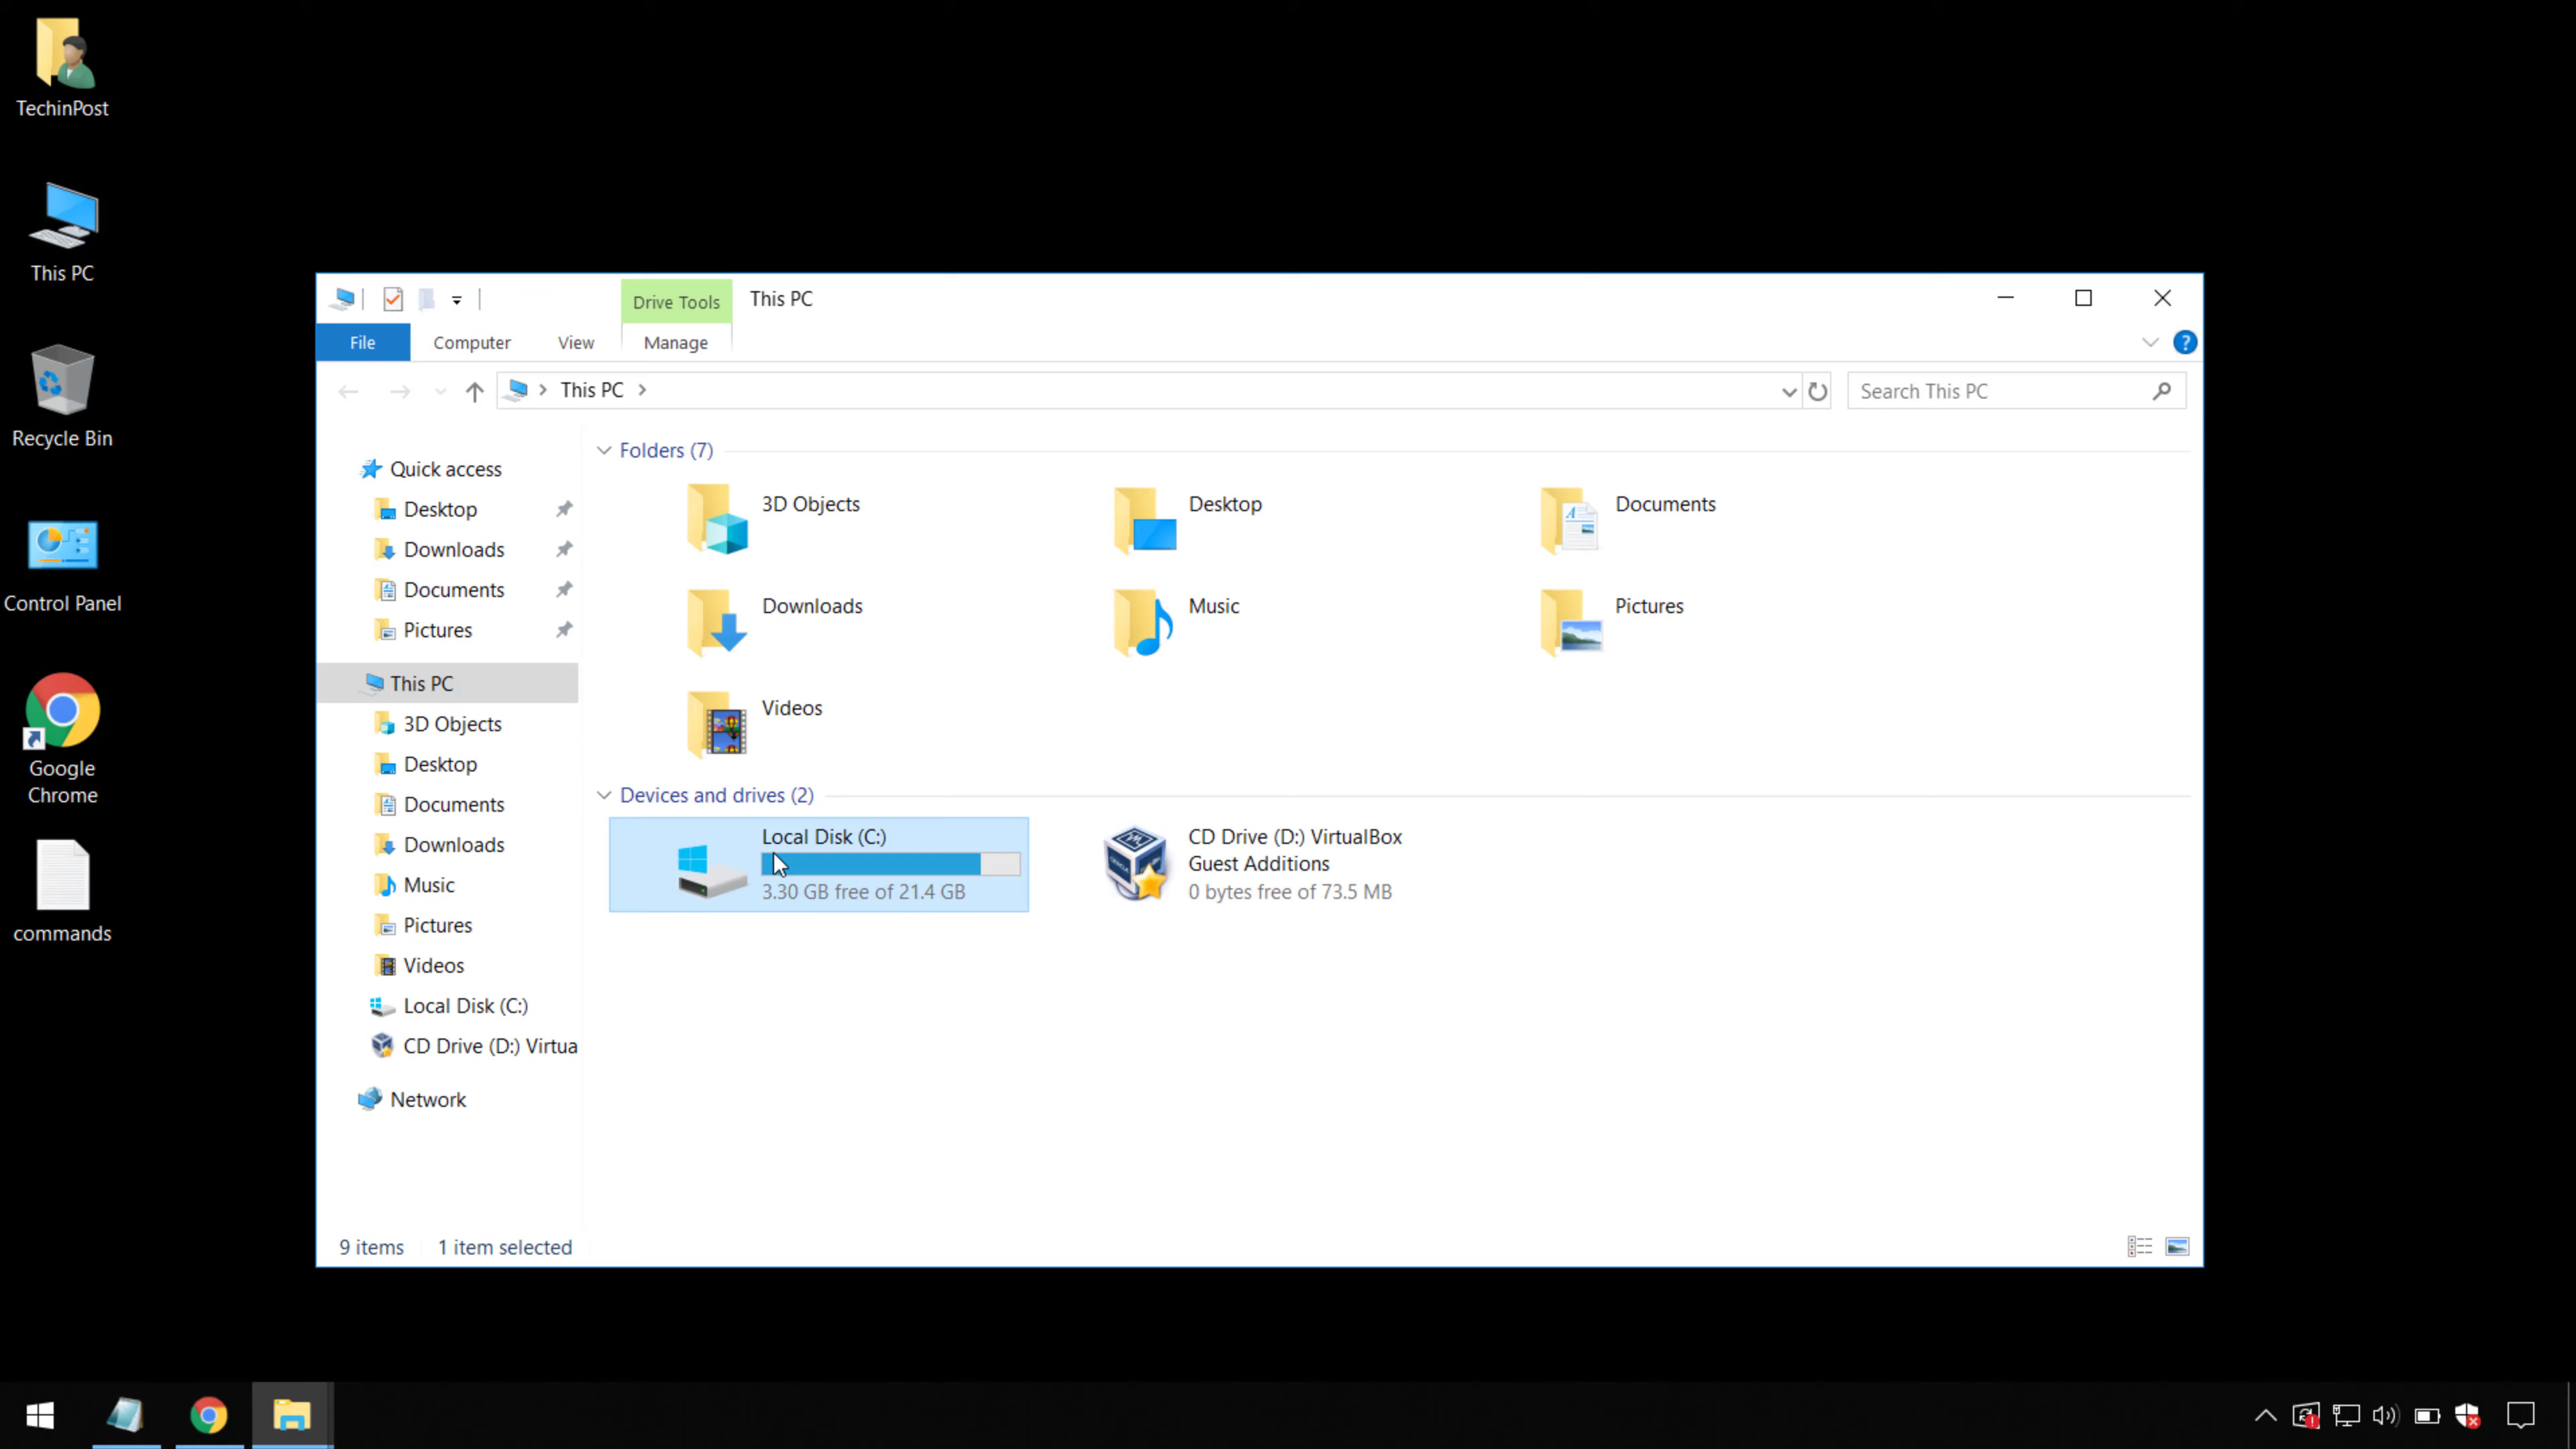 TechinPost
This PC
Recycle Bin
Control Panel
Google
Chrome
commands
Drive Tools
This PC
File
Computer
View
Manage
?
This PC
Search This PC
Quick access
Desktop
Downloads
Documents
Pictures
This PC
3D Objects
Desktop
Documents
Downloads
Music
Pictures
Videos
Local Disk (C:)
CD Drive (D:) Virtua
Network
Folders (7)
3D Objects
Desktop
Documents
Downloads
Music
Pictures
Videos
Devices and drives (2)
Local Disk (C:)
3.30 GB free of 21.4 GB
CD Drive (D:) VirtualBox
Guest Additions
0 bytes free of 73.5 MB
9 items
1 item selected